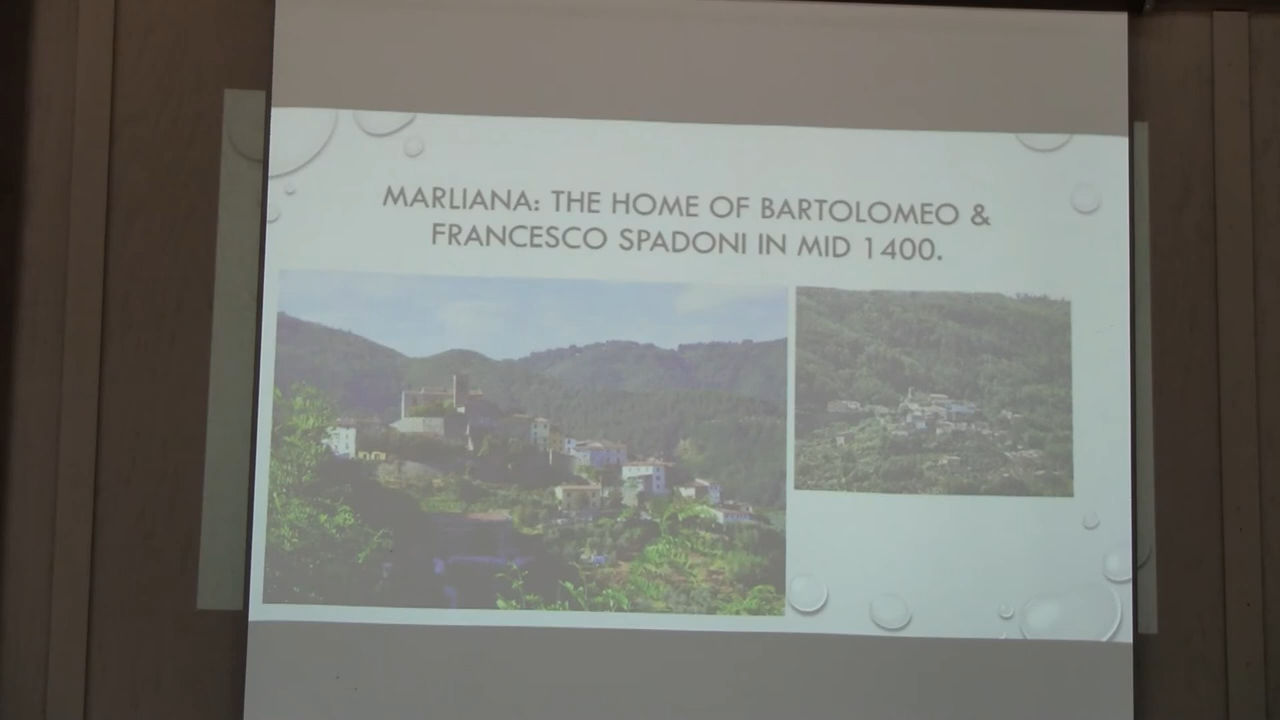 MARLIANA: THE HOME OF BARTOLOMEO &
FRANCESCO SPADONI IN MID 1400.